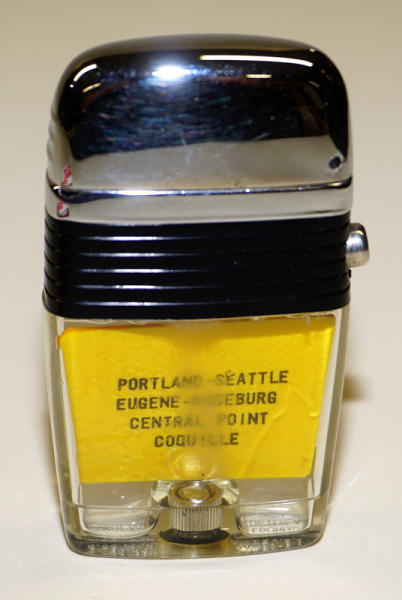 PORTLAND-SEATTLE
EUGENE-ROSEBURG
CENTRAL POINT
COQUILLE